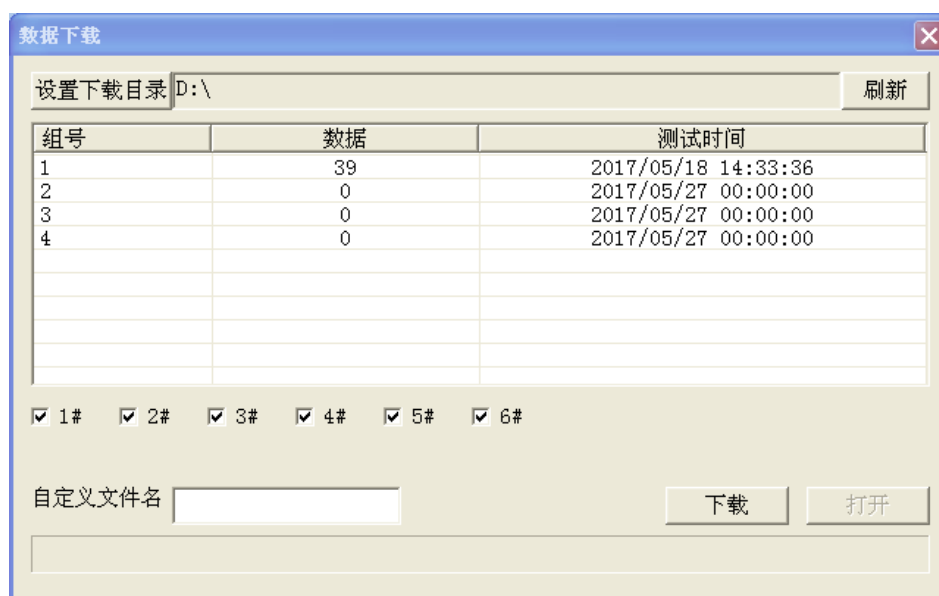 数据下载
设置下载目录 D:\ 刷新
组号 数据 测试时间
1 39 2017/05/18 14:33:36
2 0 2017/05/27 00:00:00
3 0 2017/05/27 00:00:00
4 0 2017/05/27 00:00:00
1# 2# 3# 4# 5# 6#
自定义文件名 下载 打开